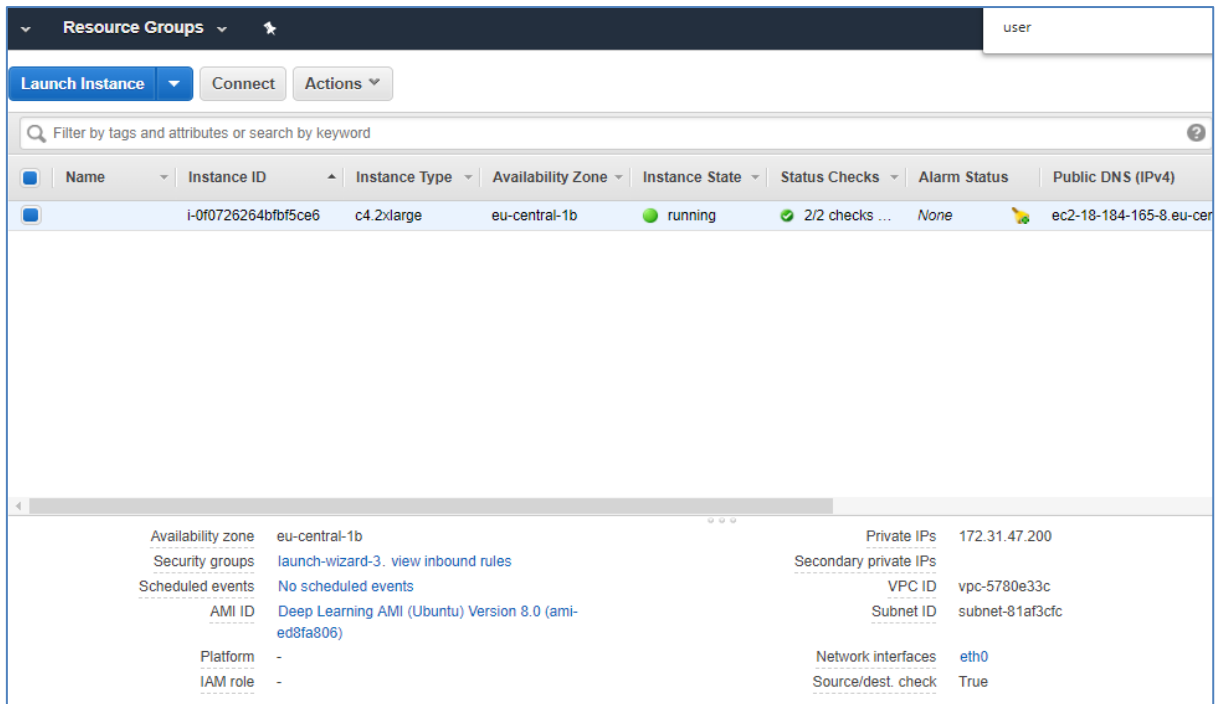 Resource Groups
user
Launch Instance Connect Actions
Filter by tags and attributes or search by keyword
Name Instance ID Instance Type Availability Zone Instance State Status Checks Alarm Status Public DNS (IPv4)
i-0f0726264bfbf5ce6 c4.2xlarge eu-central-1b running 2/2 checks ... None ec2-18-184-165-8.eu-cer
Availability zone eu-central-1b Private IPs 172.31.47.200
Security groups launch-wizard-3. view inbound rules Secondary private IPs
Scheduled events No scheduled events VPC ID vpc-5780e33c
AMI ID Deep Learning AMI (Ubuntu) Version 8.0 (ami- Subnet ID subnet-81af3cfc
ed8fa806)
Platform - Network interfaces eth0
IAM role - Source/dest. check True